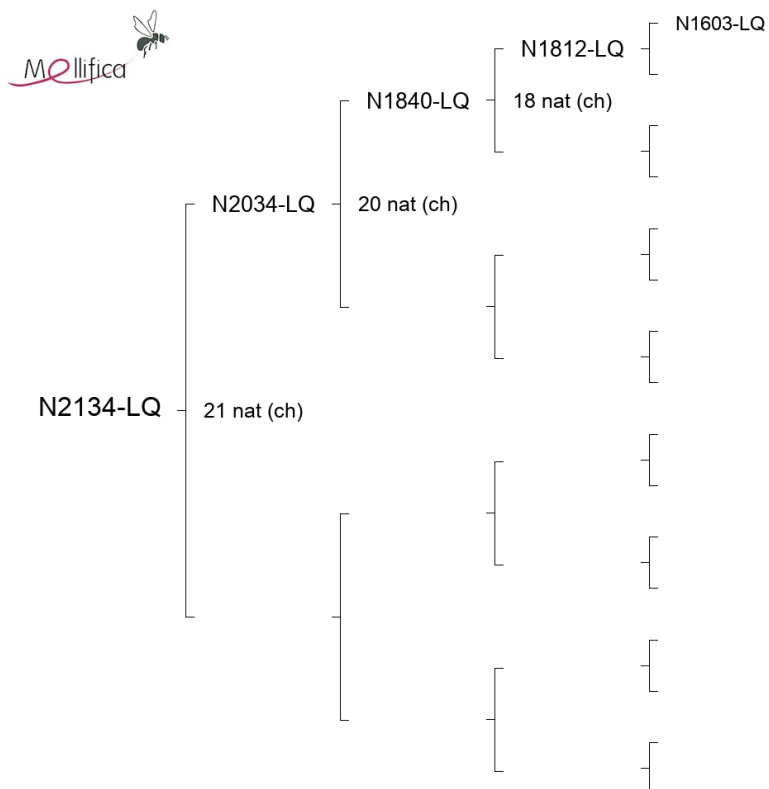 Mellifica
N1603-LQ
N1812-LQ
N1840-LQ
18 nat (ch)
N2034-LQ
20 nat (ch)
N2134-LQ
21 nat (ch)